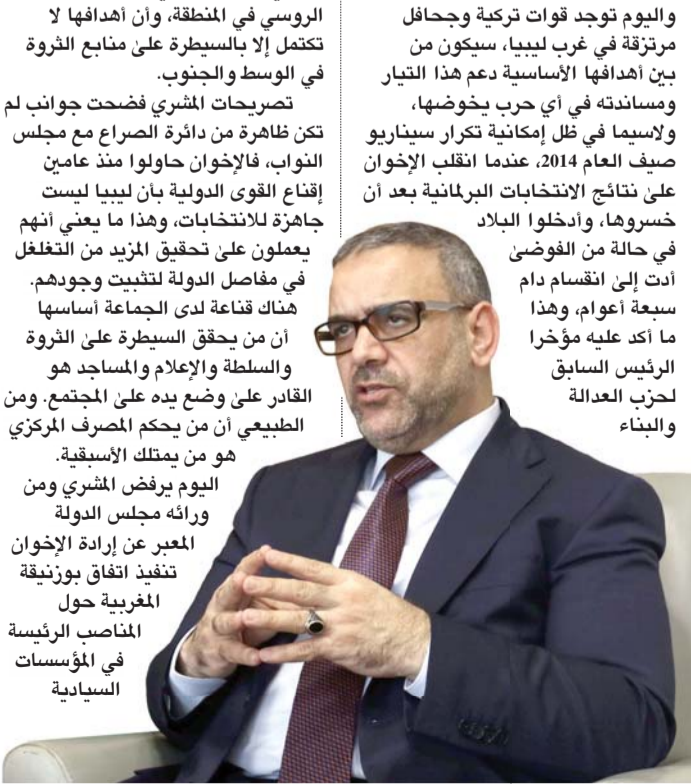 واليوم توجد قوات تركية وجحافل
مرتزقة في غرب ليبيا، سيكون من
بين أهدافها الأساسية دعم هذا التيار
ومساندته في أي حرب يخوضها،
ولاسيما في ظل إمكانية تكرار سيناريو
صيف العام 2014، عندما انقلب الإخوان
على نتائج الانتخابات البرلمانية بعد أن
خسروها، وأدخلوا البلاد
في حالة من الفوضى
أدت إلى انقسام دام
سبعة أعوام، وهذا
ما أكد عليه مؤخرا
الرئيس السابق
لحزب العدالة
والبناء
الروسي في المنطقة، وأن أهدافها لا
تكتمل إلا بالسيطرة على منابع الثروة
في الوسط والجنوب.
تصريحات المشري فضحت جوانب لم
تكن ظاهرة من دائرة الصراع مع مجلس
النواب، فالإخوان حاولوا منذ عامين
إقناع القوى الدولية بأن ليبيا ليست
جاهزة للانتخابات، وهذا ما يعني أنهم
يعملون على تحقيق المزيد من التغلغل
في مفاصل الدولة لتثبيت وجودهم.
هناك قناعة لدى الجماعة أساسها
أن من يحقق السيطرة على الثروة
والسلطة والإعلام والمساجد هو
القادر على وضع يده على المجتمع. ومن
الطبيعي أن من يحكم المصرف المركزي
هو من يمتلك الأسبقية.
اليوم يرفض المشري ومن
ورائه مجلس الدولة
المعبر عن إرادة الإخوان
تنفيذ اتفاق بوزنيقة
المغربية حول
المناصب الرئيسة
في المؤسسات
السيادية